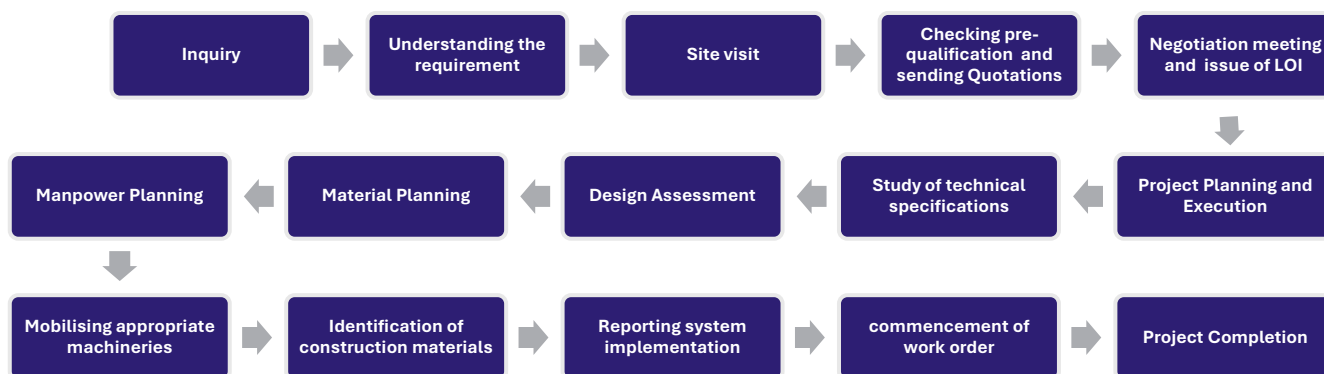 Inquiry
Understanding the
requirement
Site visit
Checking pre-
qualification and
sending Quotations
Negotiation meeting
and issue of LOI
Manpower Planning
Material Planning
Design Assessment
Study of technical
specifications
Project Planning and
Execution
Mobilising appropriate
machineries
Identification of
construction materials
Reporting system
implementation
commencement of
work order
Project Completion